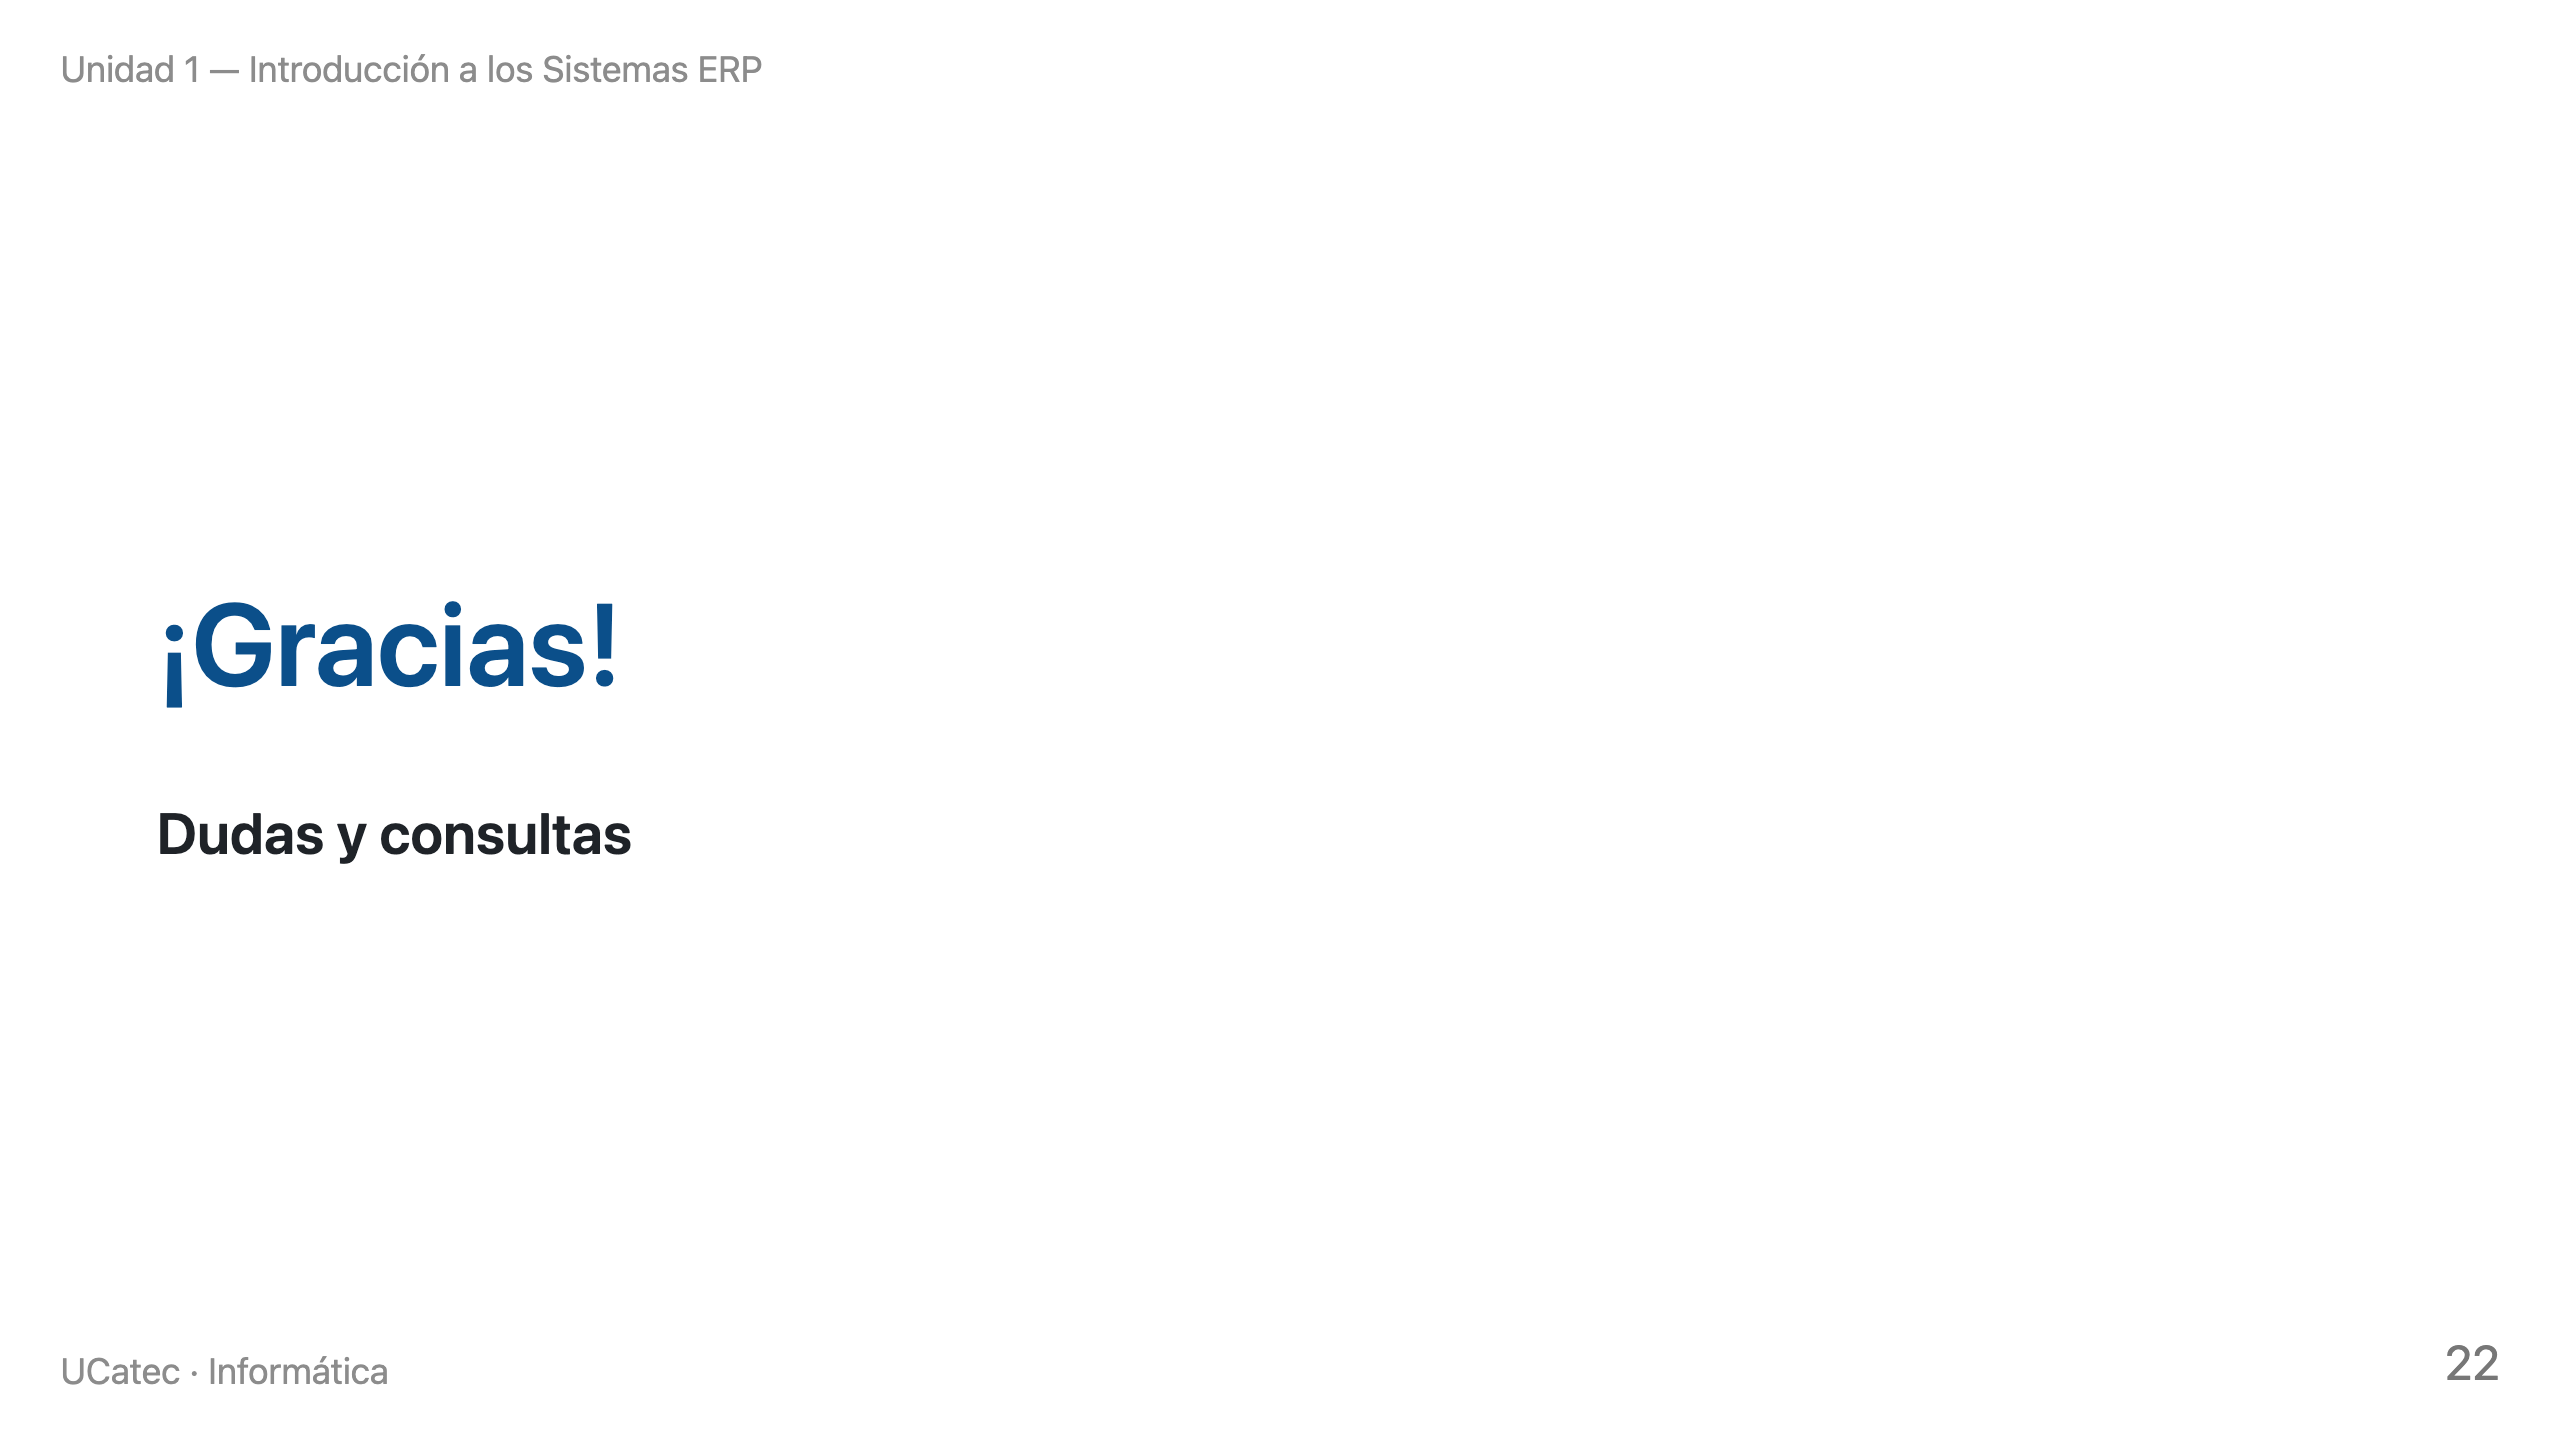 Unidad 1 — Introducción a los Sistemas ERP
¡Gracias!
Dudas y consultas
UCatec · Informática
22